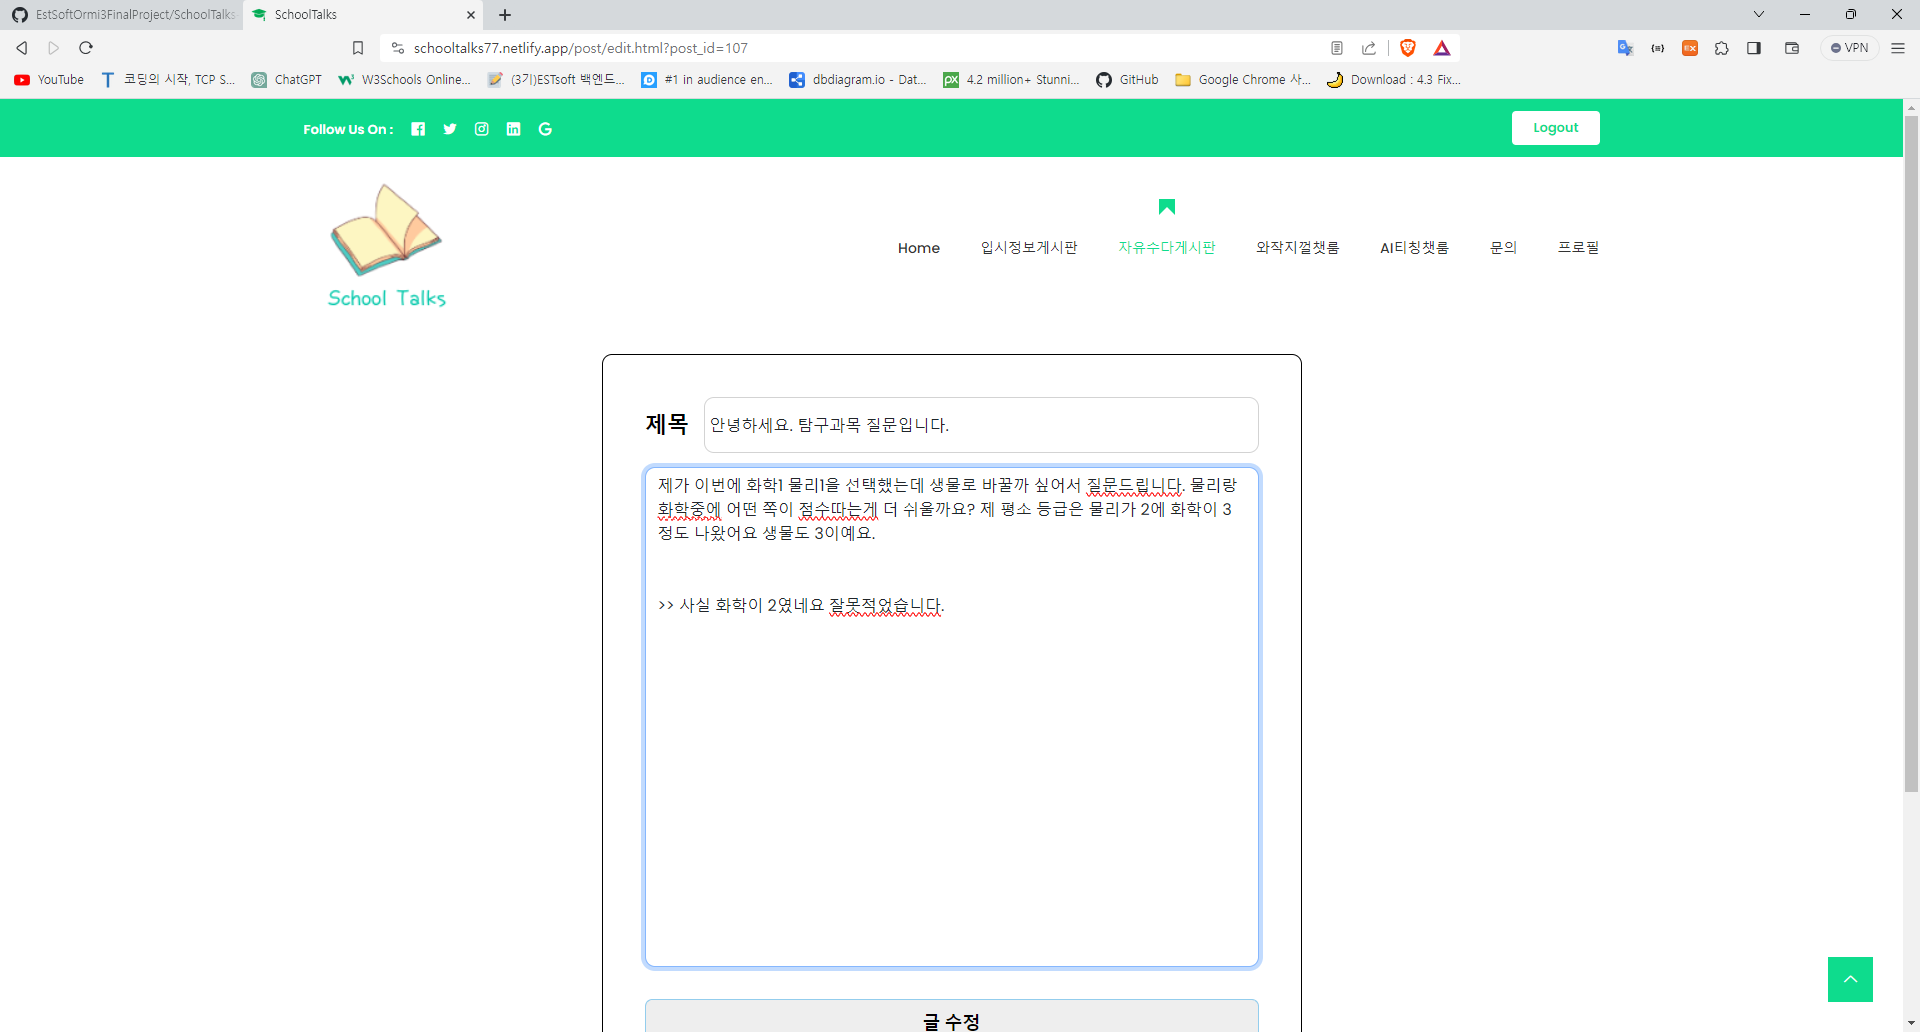 EstSoftOrmi3FinalProject/SchoolTalks
SchoolTalks
schooltalks77.netlify.app/post/edit.html?post_id=107
VPN
YouTube
코딩의 시작, TCP S...
ChatGPT
W3Schools Online...
(3기)ESTsoft 백엔드...
#1 in audience en...
dbdiagram.io - Dat...
4.2 million+ Stunni...
GitHub
Google Chrome 사...
Download : 4.3 Fix...
Follow Us On :
Logout
School Talks
Home
입시정보게시판
자유수다게시판
와작지껄챗룸
AI티칭챗룸
문의
프로필
제목
안녕하세요. 탐구과목 질문입니다.
제가 이번에 화학1 물리1을 선택했는데 생물로 바꿀까 싶어서 질문드립니다. 물리랑
화학중에 어떤 쪽이 점수따는게 더 쉬울까요? 제 평소 등급은 물리가 2에 화학이 3
정도 나왔어요 생물도 3이예요.
>> 사실 화학이 2였네요 잘못적었습니다.
글 수정